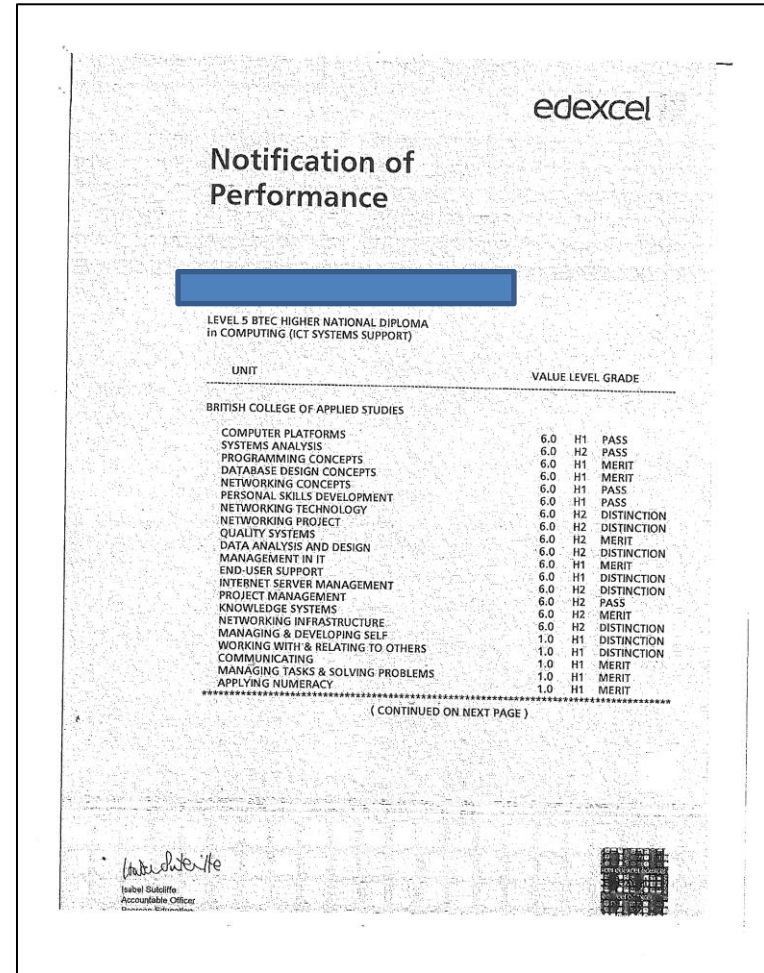 edexcel
Notification of
Performance
LEVEL 5 BTEC HIGHER NATIONAL DIPLOMA
in COMPUTING (ICT SYSTEMS SUPPORT)
UNIT VALUE LEVEL GRADE
BRITISH COLLEGE OF APPLIED STUDIES
COMPUTER PLATFORMS 6.0 H1 PASS
SYSTEMS ANALYSIS 6.0 H2 PASS
PROGRAMMING CONCEPTS 6.0 H1 MERIT
DATABASE DESIGN CONCEPTS 6.0 H1 MERIT
NETWORKING CONCEPTS 6.0 H1 PASS
PERSONAL SKILLS DEVELOPMENT 6.0 H1 PASS
NETWORKING TECHNOLOGY 6.0 H2 DISTINCTION
NETWORKING PROJECT 6.0 H2 DISTINCTION
QUALITY SYSTEMS 6.0 H2 MERIT
DATA ANALYSIS AND DESIGN 6.0 H2 DISTINCTION
MANAGEMENT IN IT 6.0 H1 MERIT
END-USER SUPPORT 6.0 H1 DISTINCTION
INTERNET SERVER MANAGEMENT 6.0 H2 DISTINCTION
PROJECT MANAGEMENT 6.0 H2 PASS
KNOWLEDGE SYSTEMS 6.0 H2 MERIT
NETWORKING INFRASTRUCTURE 6.0 H2 DISTINCTION
MANAGING & DEVELOPING SELF 1.0 H1 DISTINCTION
WORKING WITH & RELATING TO OTHERS 1.0 H1 DISTINCTION
COMMUNICATING 1.0 H1 MERIT
MANAGING TASKS & SOLVING PROBLEMS 1.0 H1 MERIT
APPLYING NUMERACY 1.0 H1 MERIT
( CONTINUED ON NEXT PAGE )
Isabel Sutcliffe
Accountable Officer